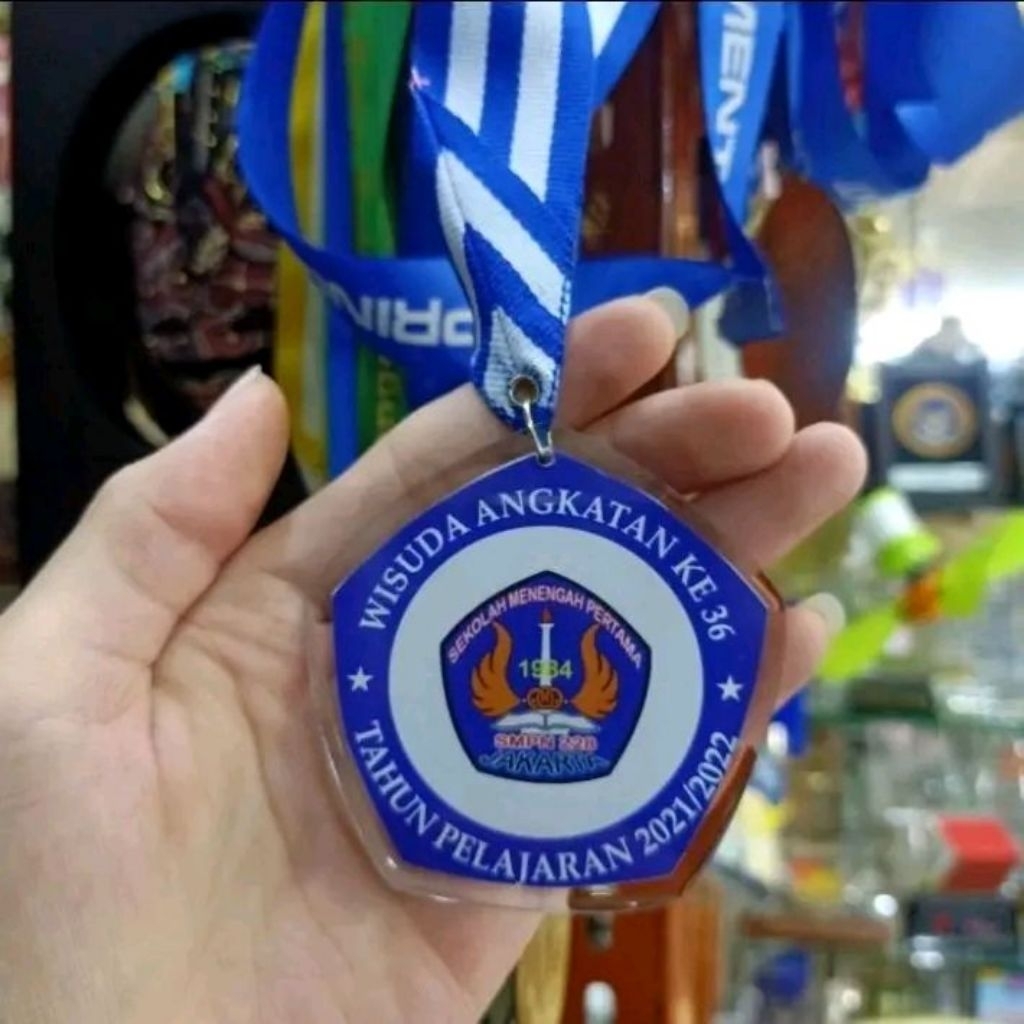 WISUDA ANGKATAN KE 36
SEKOLAH MENENGAH PERTAMA
1984
SMPN 228
JAKARTA
TAHUN PELAJARAN 2021/2022